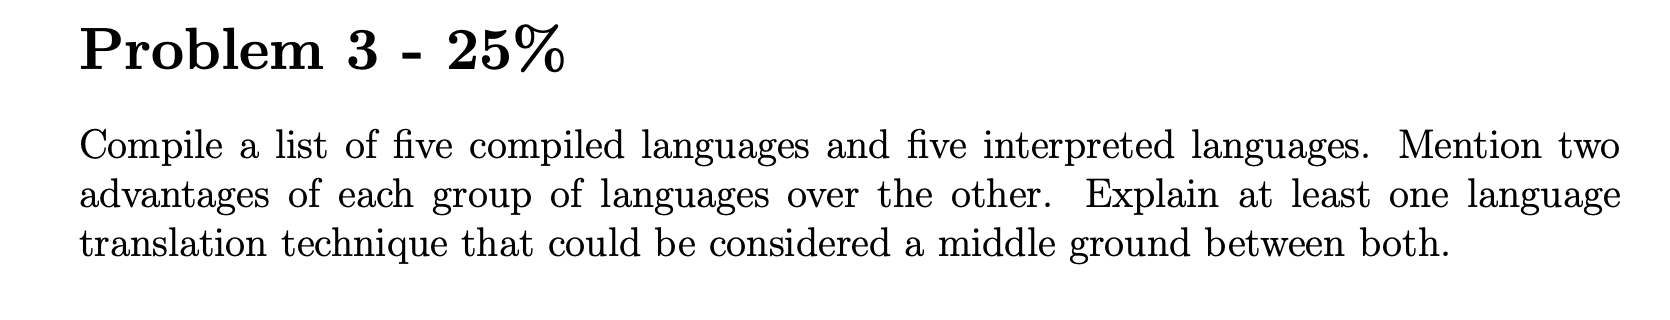 Problem 3 - 25%
Compile a list of five compiled languages and five interpreted languages. Mention two
advantages of each group of languages over the other. Explain at least one language
translation technique that could be considered a middle ground between both.